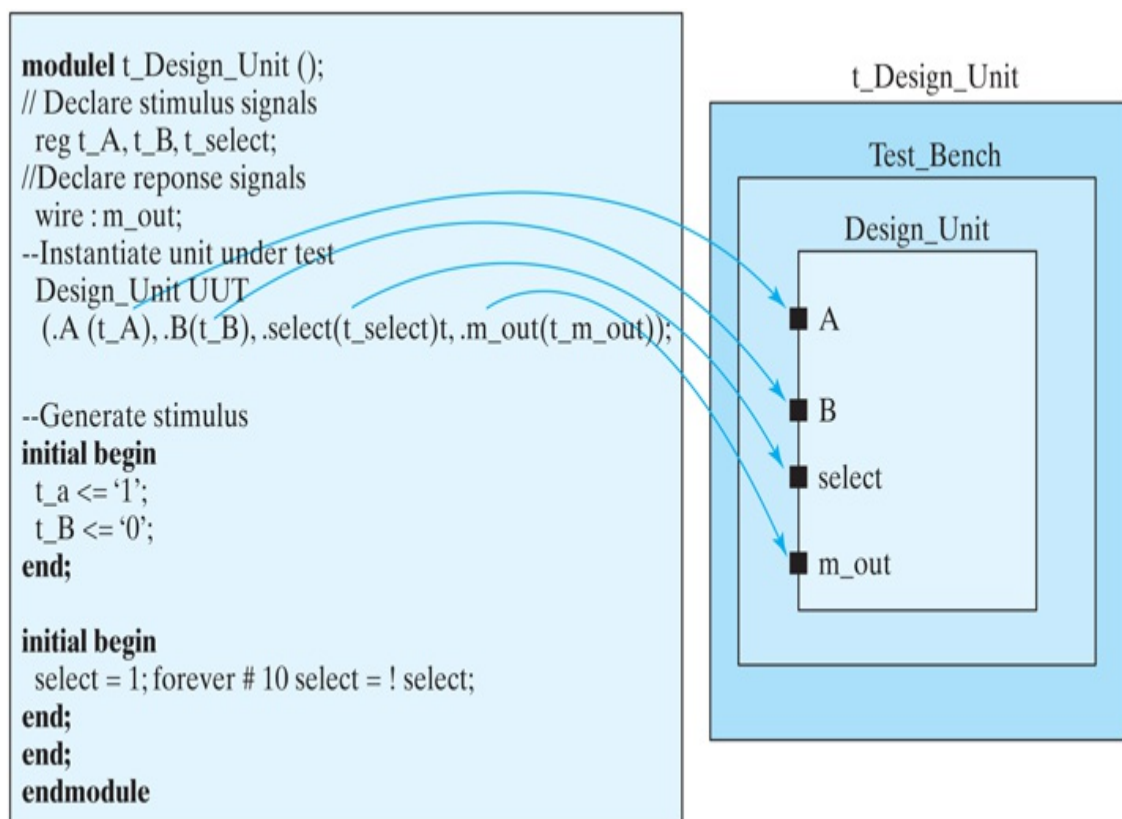 modulel t_Design_Unit ();
// Declare stimulus signals
reg t_A, t_B, t_select;
//Declare reponse signals
wire : m_out;
--Instantiate unit under test
Design_Unit UUT
(.A (t_A), .B(t_B), .select(t_select)t, .m_out(t_m_out));
--Generate stimulus
initial begin
t_a <= ‘1’;
t_B <= ‘0’;
end;
initial begin
select = 1; forever # 10 select = ! select;
end;
end;
endmodule
t_Design_Unit
Test_Bench
Design_Unit
A
B
select
m_out